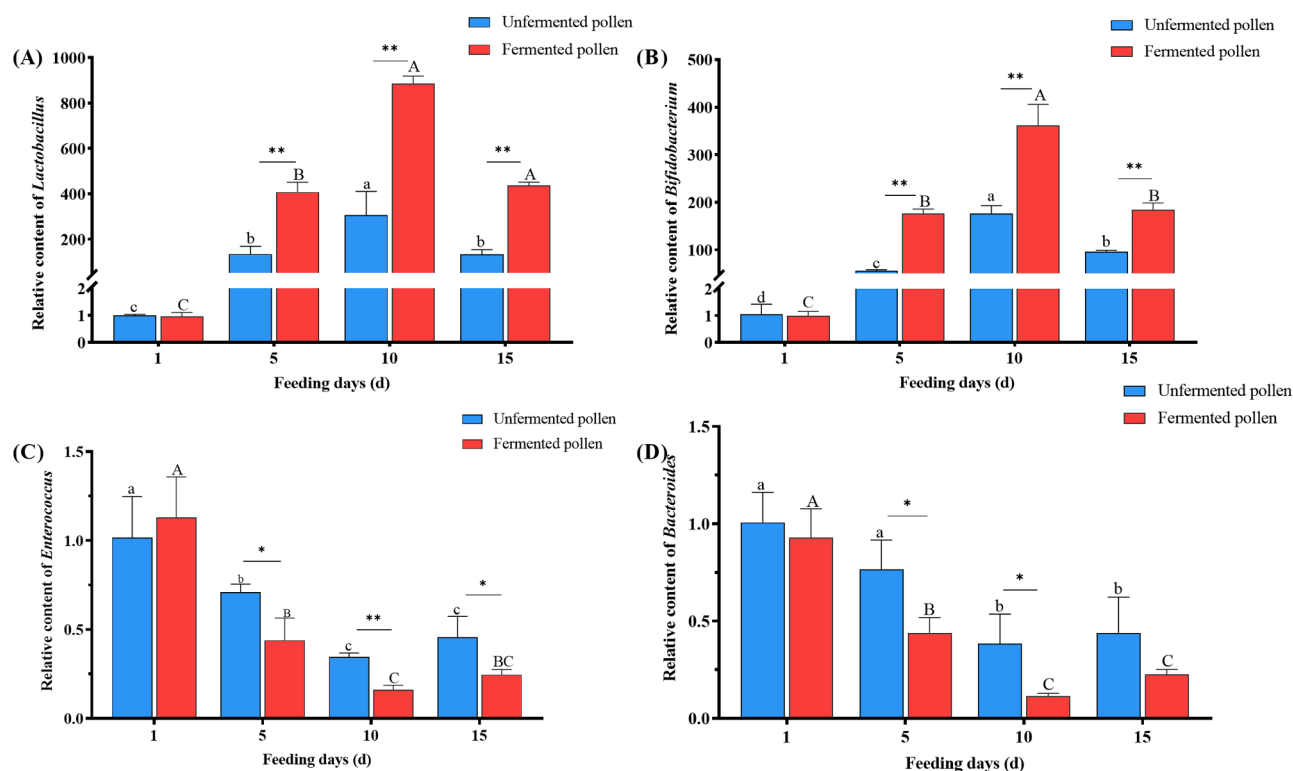 (A)
Unfermented pollen
Fermented pollen
Relative content of Lactobacillus
1000
800
600
400
200
2
1
0
c
C
b
**
B
a
**
A
b
**
A
1
5
10
15
Feeding days (d)
(B)
Unfermented pollen
Fermented pollen
Relative content of Bifidobacterium
500
400
300
200
100
2
1
0
d
C
c
**
B
a
**
A
b
**
B
1
5
10
15
Feeding days (d)
(C)
Unfermented pollen
Fermented pollen
Relative content of Enterococcus
1.5
1.0
0.5
0.0
a
A
b
*
B
c
**
C
c
*
BC
1
5
10
15
Feeding days (d)
(D)
Unfermented pollen
Fermented pollen
Relative content of Bacteroides
1.5
1.0
0.5
0.0
a
A
a
*
B
b
*
C
b
C
1
5
10
15
Feeding days (d)